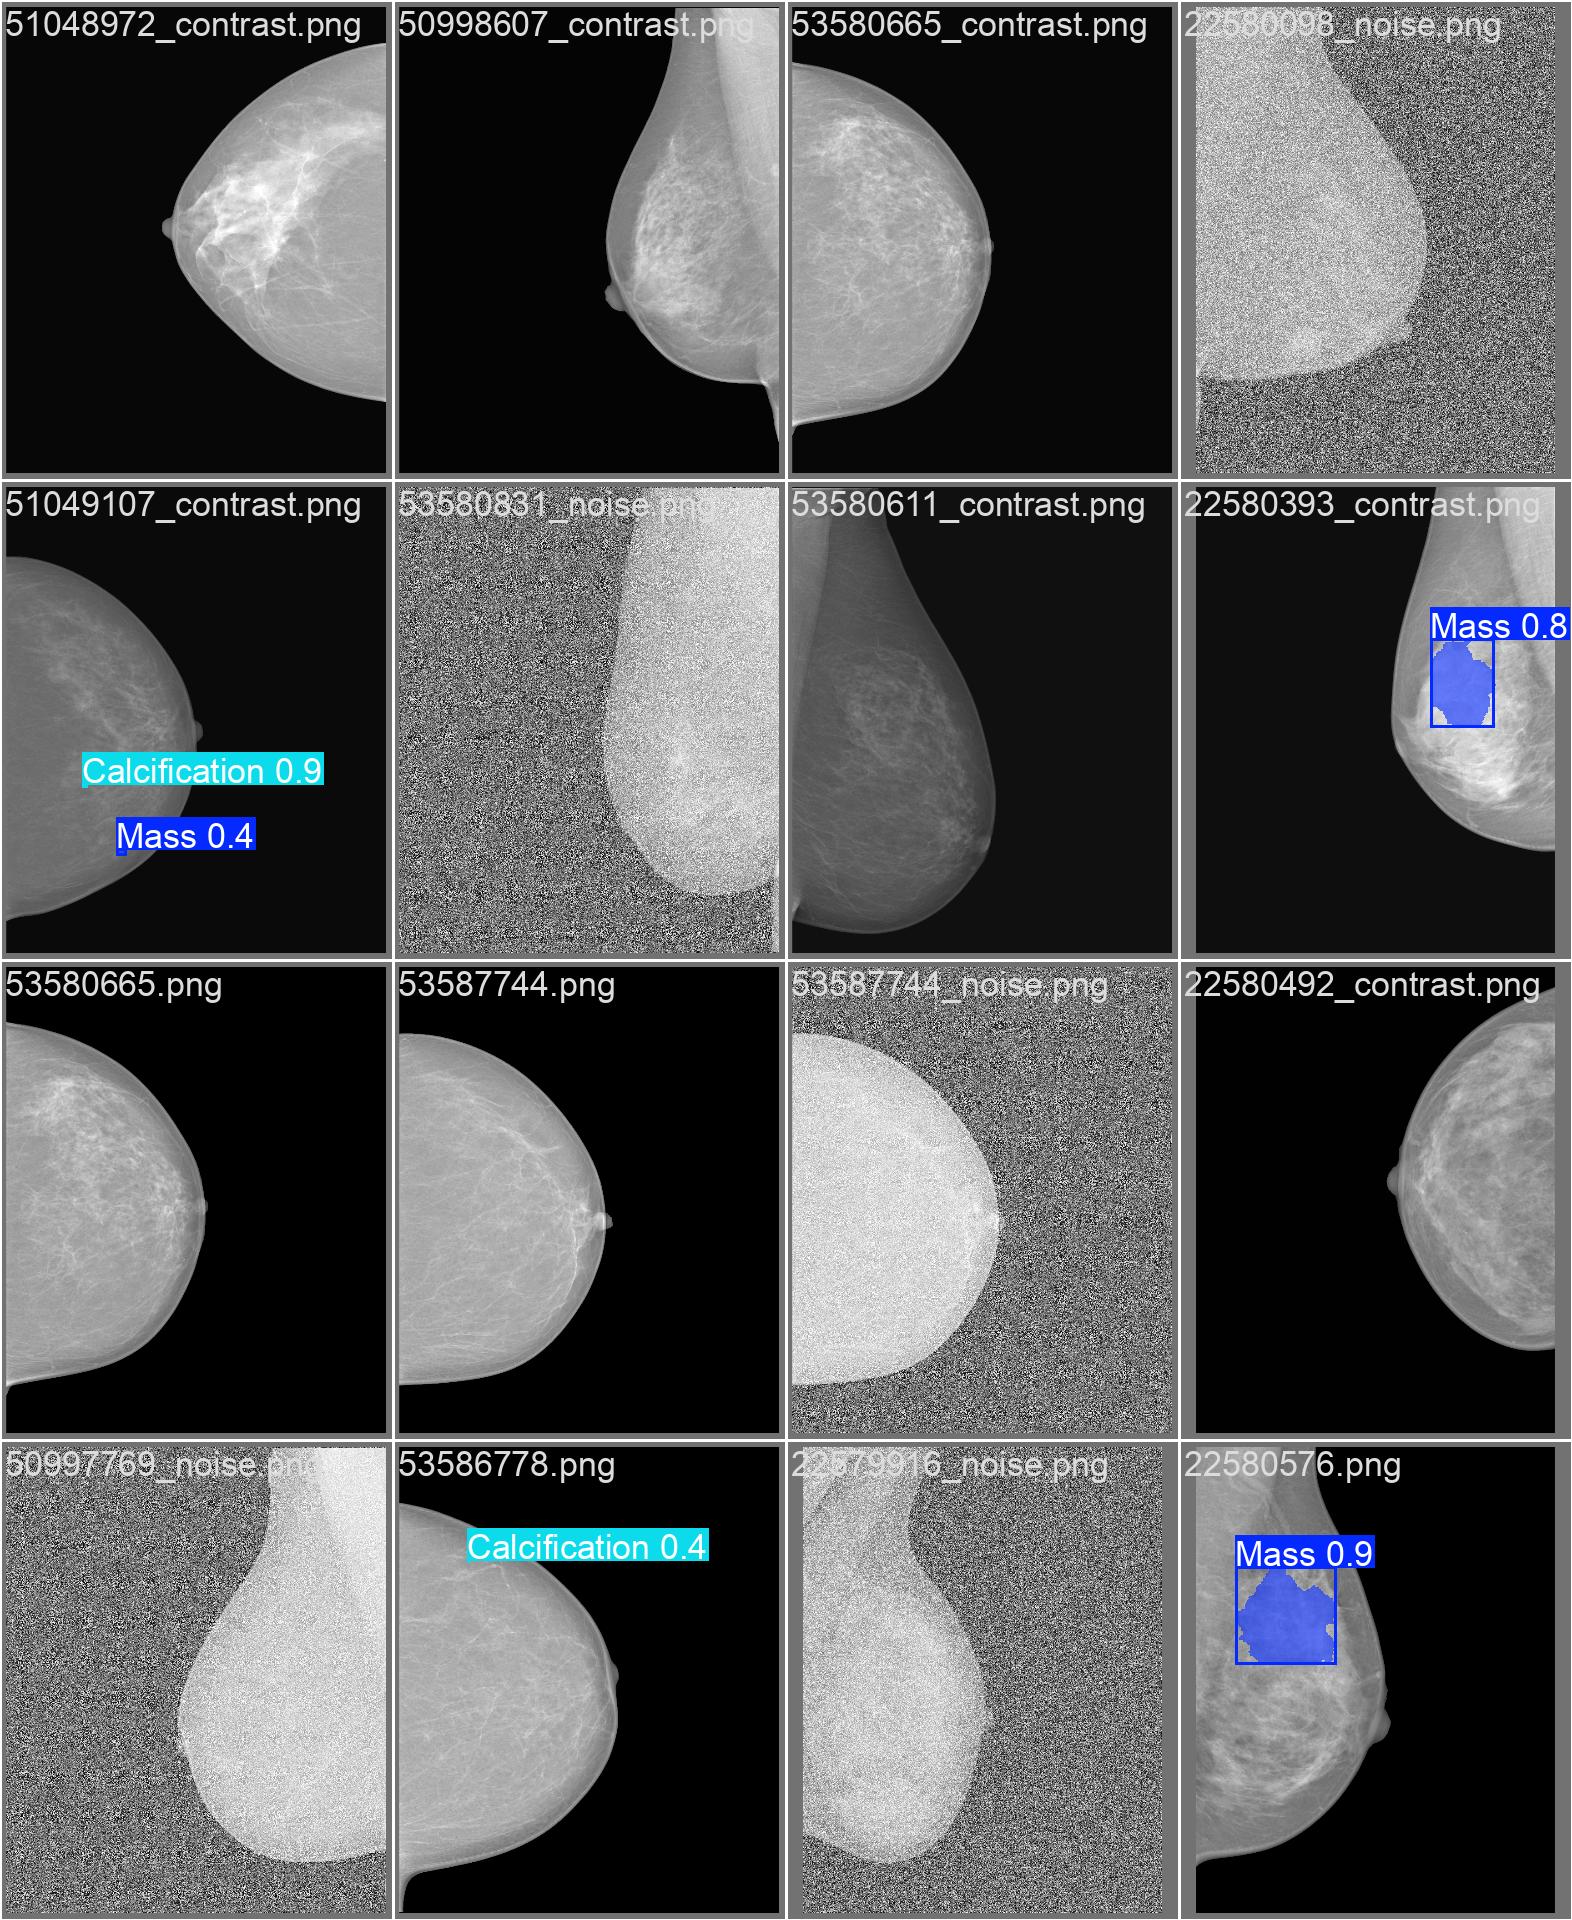 51048972_contrast.png
50998607_contrast.png
53580665_contrast.png
22580098_noise.png
51049107_contrast.png
53580831_noise.png
53580611_contrast.png
22580393_contrast.png
Mass 0.8
Calcification 0.9
Mass 0.4
53580665.png
53587744.png
53587744_noise.png
22580492_contrast.png
50997769_noise.png
53586778.png
22579916_noise.png
22580576.png
Calcification 0.4
Mass 0.9